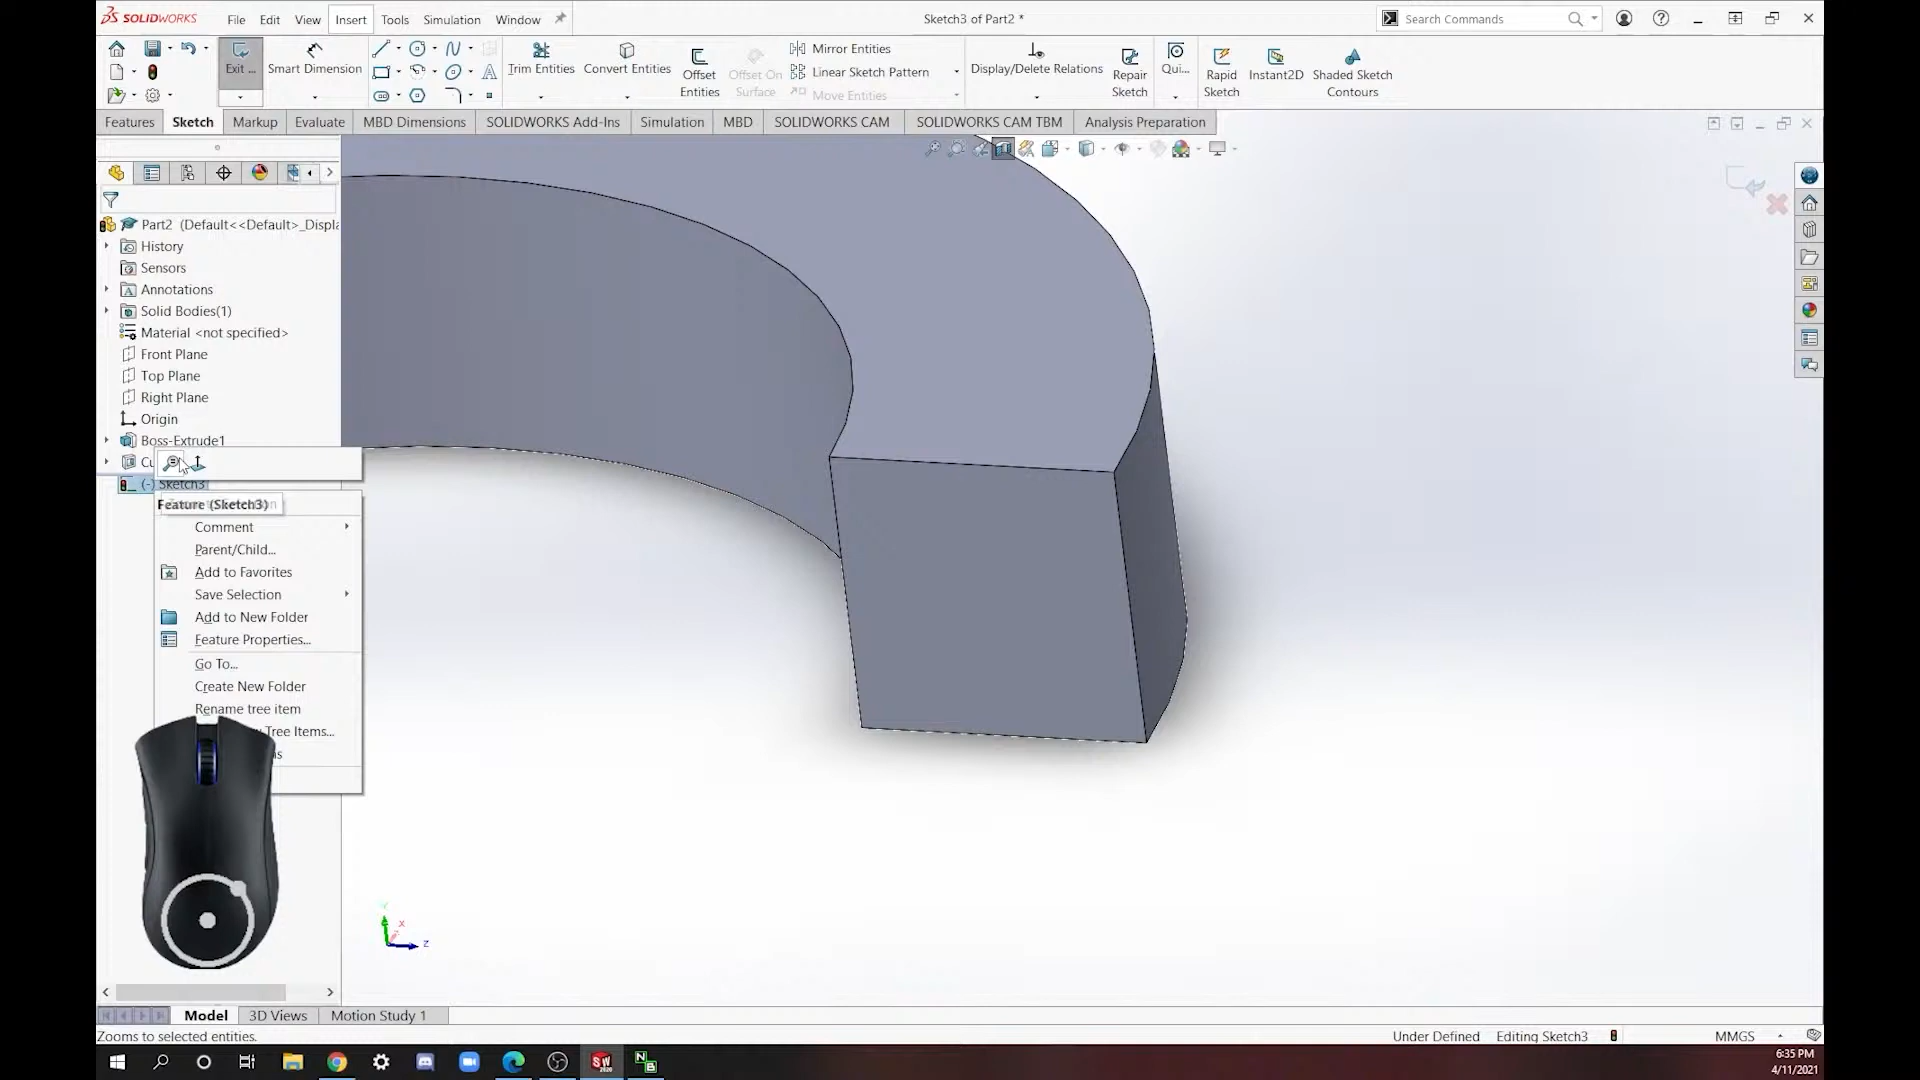 SOLIDWORKS File Edit View Insert Tools Simulation Window Sketch3 of Part2 * Search Commands
Exit ... Smart Dimension Trim Entities Convert Entities Offset Entities Offset On Surface Mirror Entities Display/Delete Relations Repair Sketch Qui... Rapid Sketch Instant2D Shaded Sketch Contours
Linear Sketch Pattern
Move Entities
Features Sketch Markup Evaluate MBD Dimensions SOLIDWORKS Add-Ins Simulation MBD SOLIDWORKS CAM SOLIDWORKS CAM TBM Analysis Preparation
Part2 (Default<<Default>_Displa
History
Sensors
Annotations
Solid Bodies(1)
Material <not specified>
Front Plane
Top Plane
Right Plane
Origin
Boss-Extrude1
Cu
(-) Sketch3
Feature (Sketch3)
Comment
Parent/Child...
Add to Favorites
Save Selection
Add to New Folder
Feature Properties...
Go To...
Create New Folder
Rename tree item
Tree Items...
Y
X
Z
Model 3D Views Motion Study 1
Zooms to selected entities. Under Defined Editing Sketch3 MMGS
6:35 PM
4/11/2021